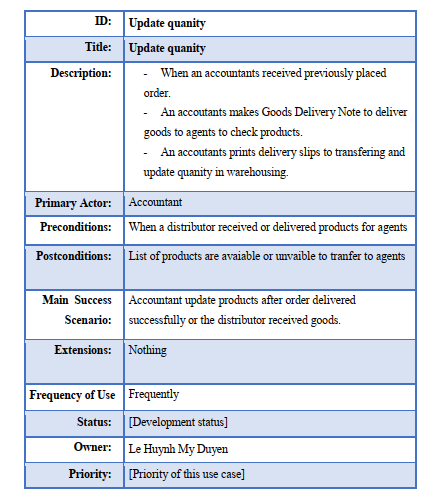 ID: Update quanity
Title: Update quanity
Description: - When an accountants received previously placed
order.
- An accoutants makes Goods Delivery Note to deliver
goods to agents to check products.
- An accoutants prints delivery slips to transfering and
update quanity in warehousing.
Primary Actor: Accountant
Preconditions: When a distributor received or delivered products for agents
Postconditions: List of products are avaiable or unvaible to tranfer to agents
Main Success Accountant update products after order delivered
Scenario: successfully or the distributor received goods.
Extensions: Nothing
Frequency of Use Frequently
Status: [Development status]
Owner: Le Huynh My Duyen
Priority: [Priority of this use case]